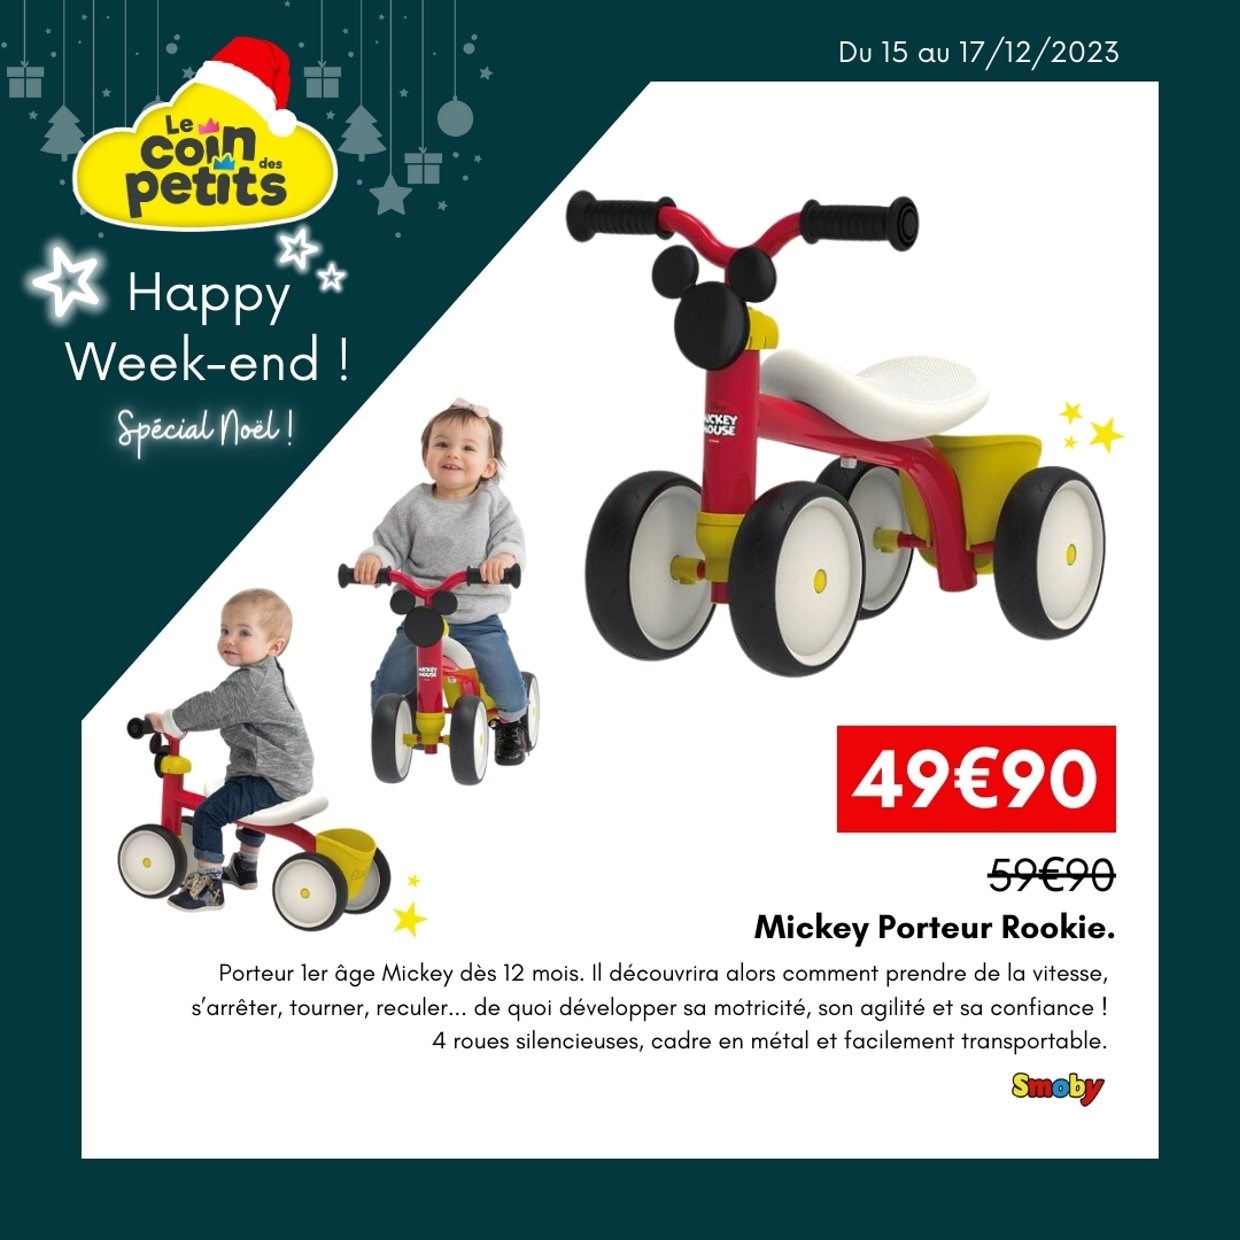 Du 15 au 17/12/2023
Le
coin
des
petits
Happy
Week-end !
Spécial Noël !
MICKEY
MOUSE
MICKEY
MOUSE
49€90
59€90
Mickey Porteur Rookie.
Porteur 1er âge Mickey dès 12 mois. Il découvrira alors comment prendre de la vitesse,
s’arrêter, tourner, reculer... de quoi développer sa motricité, son agilité et sa confiance !
4 roues silencieuses, cadre en métal et facilement transportable.
Smoby